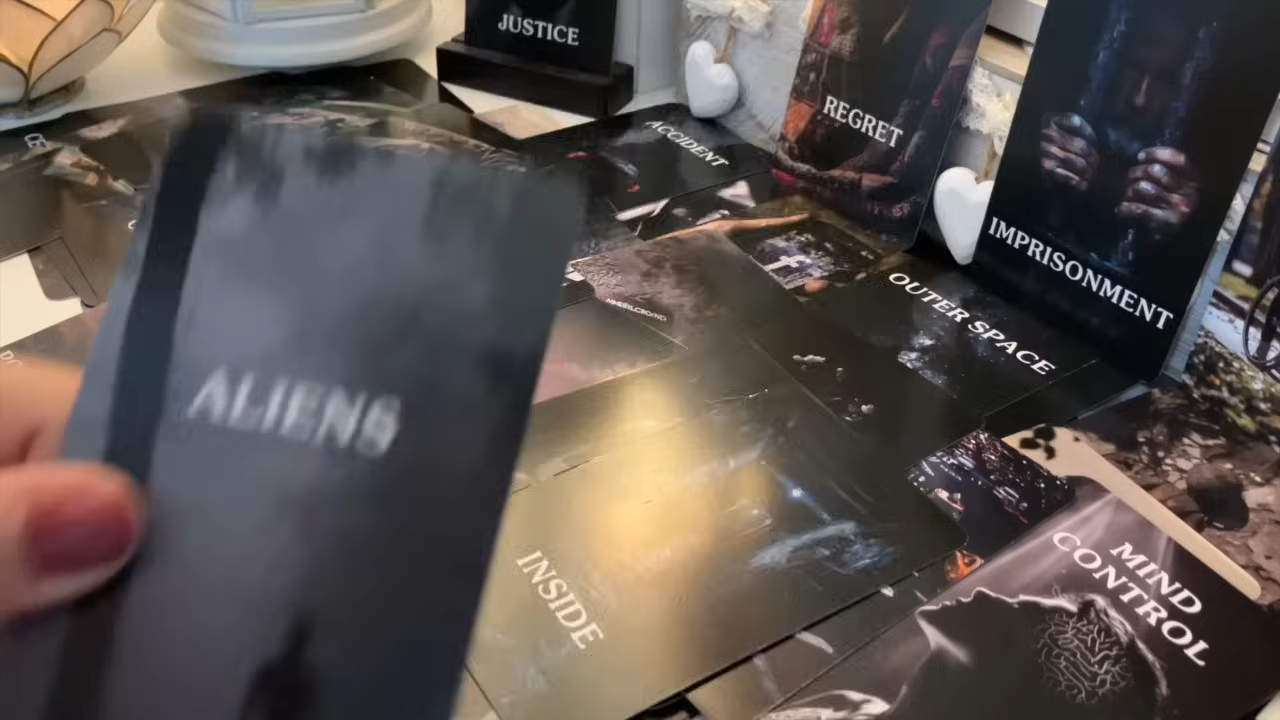 JUSTICE
ACCIDENT
REGRET
IMPRISONMENT
OUTER SPACE
ALIENS
INSIDE
MIND
CONTROL